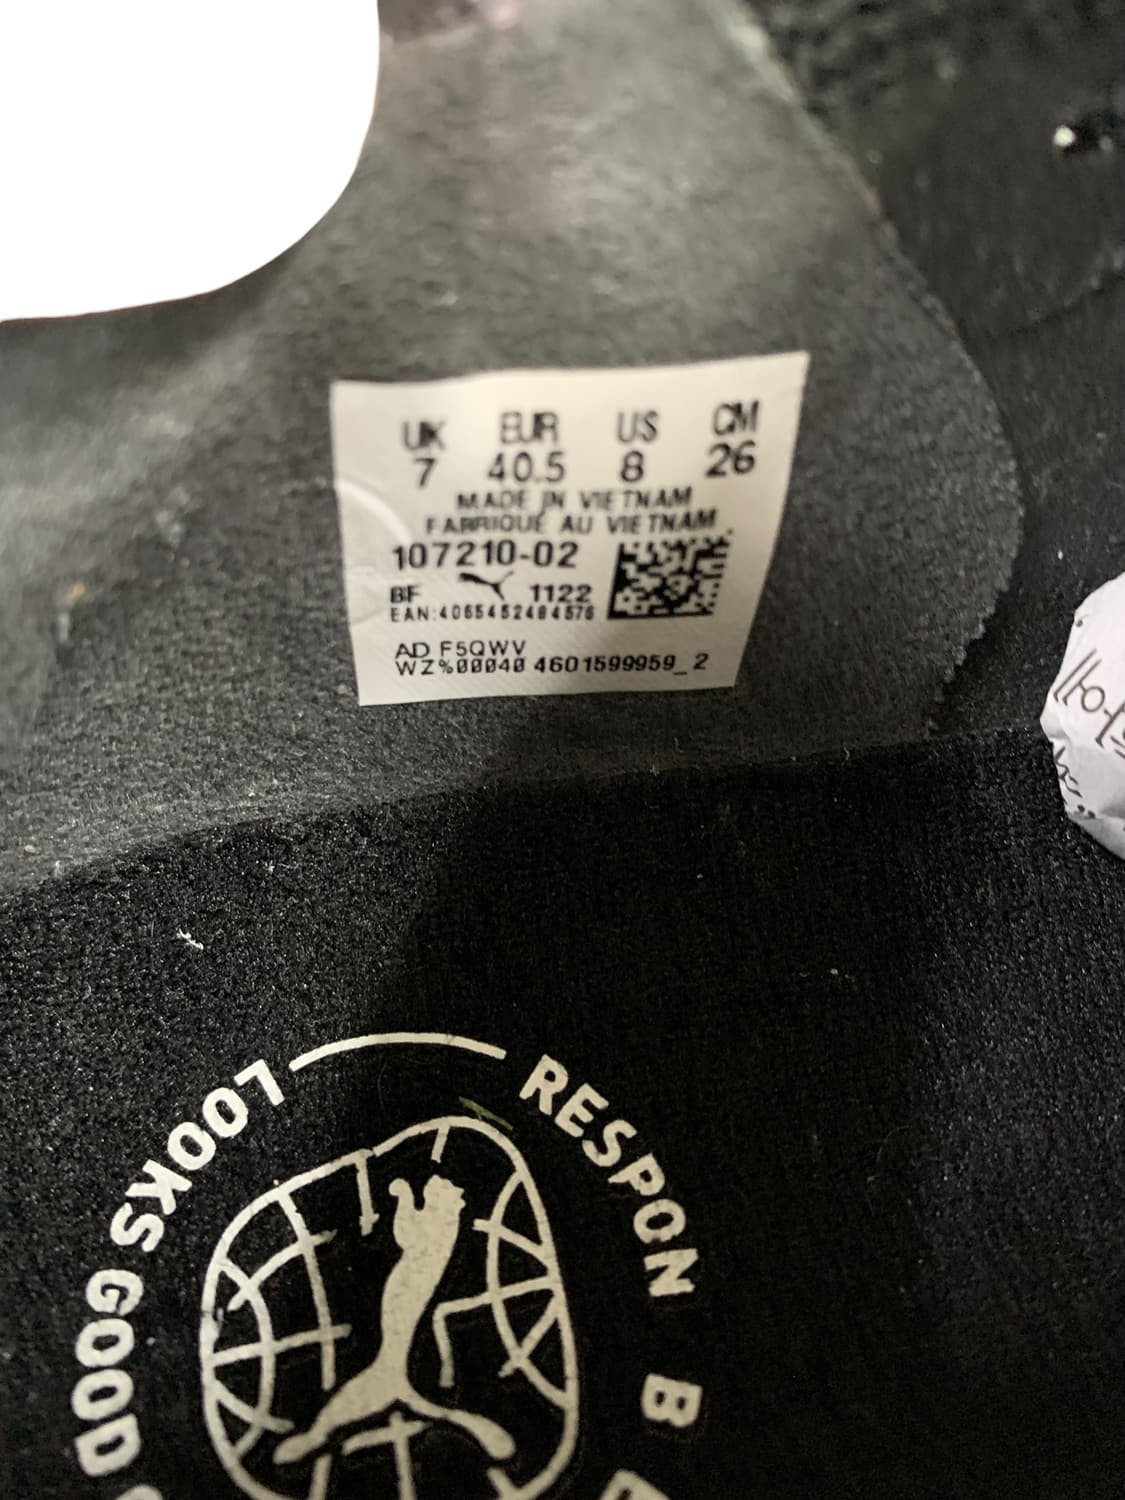 UK EUR US CM
7 40.5 8 26
MADE IN VIETNAM
FABRIQUÉ AU VIETNAM
107210-02
BF 1122
EAN:4065452484576
AD F5QWV
WZ%00040 4601599959_2
LOOKS GOOD
RESPON B